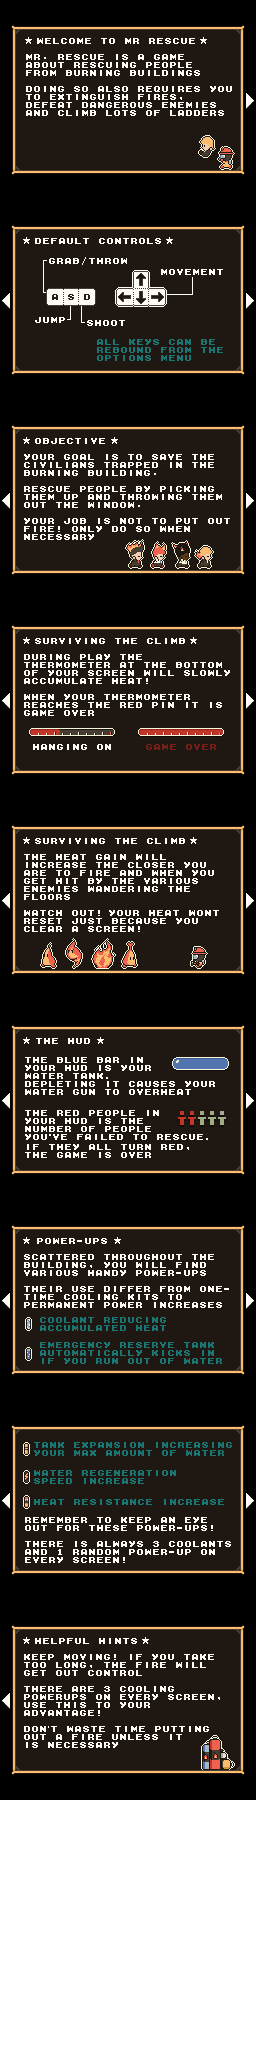 ★ WELCOME TO MR RESCUE ★
MR. RESCUE IS A GAME
ABOUT RESCUING PEOPLE
FROM BURNING BUILDINGS
DOING SO ALSO REQUIRES YOU
TO EXTINGUISH FIRES,
DEFEAT DANGEROUS ENEMIES
AND CLIMB LOTS OF LADDERS
★ DEFAULT CONTROLS ★
GRAB/THROW
MOVEMENT
A S D
JUMP
SHOOT
ALL KEYS CAN BE
REBOUND FROM THE
OPTIONS MENU
★ OBJECTIVE ★
YOUR GOAL IS TO SAVE THE
CIVILIANS TRAPPED IN THE
BURNING BUILDING.
RESCUE PEOPLE BY PICKING
THEM UP AND THROWING THEM
OUT THE WINDOW.
YOUR JOB IS NOT TO PUT OUT
FIRE! ONLY DO SO WHEN
NECESSARY
★ SURVIVING THE CLIMB ★
DURING PLAY THE
THERMOMETER AT THE BOTTOM
OF YOUR SCREEN WILL SLOWLY
ACCUMULATE HEAT!
WHEN YOUR THERMOMETER
REACHES THE RED PIN IT IS
GAME OVER
HANGING ON
GAME OVER
★ SURVIVING THE CLIMB ★
THE HEAT GAIN WILL
INCREASE THE CLOSER YOU
ARE TO FIRE AND WHEN YOU
GET HIT BY THE VARIOUS
ENEMIES WANDERING THE
FLOORS
WATCH OUT! YOUR HEAT WONT
RESET JUST BECAUSE YOU
CLEAR A SCREEN!
★ THE HUD ★
THE BLUE BAR IN
YOUR HUD IS YOUR
WATER TANK.
DEPLETING IT CAUSES YOUR
WATER GUN TO OVERHEAT
THE RED PEOPLE IN
YOUR HUD IS THE
NUMBER OF PEOPLE
YOU'VE FAILED TO RESCUE.
IF THEY ALL TURN RED,
THE GAME IS OVER
★ POWER-UPS ★
SCATTERED THROUGHOUT THE
BUILDING, YOU WILL FIND
VARIOUS HANDY POWER-UPS
THEIR USE DIFFER FROM ONE-
TIME COOLING KITS TO
PERMANENT POWER INCREASES
COOLANT REDUCING
ACCUMULATED HEAT
EMERGENCY RESERVE TANK
AUTOMATICALLY KICKS IN
IF YOU RUN OUT OF WATER
TANK EXPANSION INCREASING
YOUR MAX AMOUNT OF WATER
WATER REGENERATION
SPEED INCREASE
HEAT RESISTANCE INCREASE
REMEMBER TO KEEP AN EYE
OUT FOR THESE POWER-UPS!
THERE IS ALWAYS 3 COOLANTS
AND 1 RANDOM POWER-UP ON
EVERY SCREEN!
★ HELPFUL HINTS ★
KEEP MOVING! IF YOU TAKE
TOO LONG, THE FIRE WILL
GET OUT CONTROL
THERE ARE 3 COOLING
POWERUPS ON EVERY SCREEN,
USE THIS TO YOUR
ADVANTAGE!
DON'T WASTE TIME PUTTING
OUT A FIRE UNLESS IT
IS NECESSARY